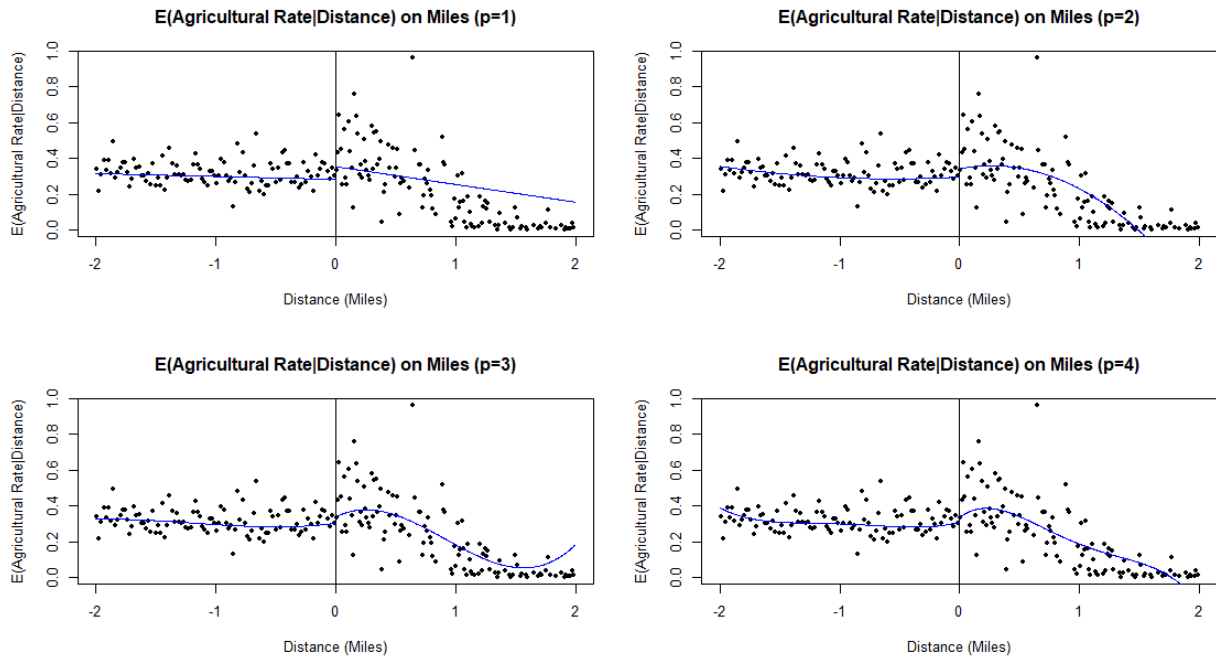 E(Agricultural Rate|Distance) on Miles (p=1)
E(Agricultural Rate|Distance)
0.0 0.2 0.4 0.6 0.8 1.0
-2 -1 0 1 2
Distance (Miles)
E(Agricultural Rate|Distance) on Miles (p=2)
E(Agricultural Rate|Distance)
0.0 0.2 0.4 0.6 0.8 1.0
-2 -1 0 1 2
Distance (Miles)
E(Agricultural Rate|Distance) on Miles (p=3)
E(Agricultural Rate|Distance)
0.0 0.2 0.4 0.6 0.8 1.0
-2 -1 0 1 2
Distance (Miles)
E(Agricultural Rate|Distance) on Miles (p=4)
E(Agricultural Rate|Distance)
0.0 0.2 0.4 0.6 0.8 1.0
-2 -1 0 1 2
Distance (Miles)